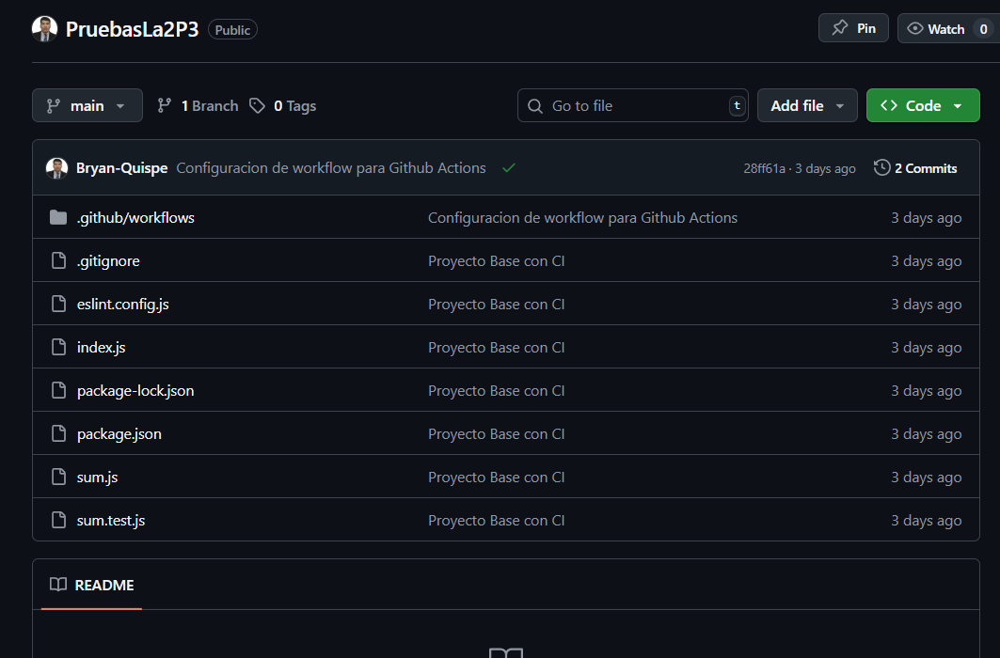 PruebasLa2P3 Public Pin Watch 0
main 1 Branch 0 Tags Go to file t Add file Code
Bryan-Quispe Configuracion de workflow para Github Actions 28ff61a · 3 days ago 2 Commits
.github/workflows Configuracion de workflow para Github Actions 3 days ago
.gitignore Proyecto Base con CI 3 days ago
eslint.config.js Proyecto Base con CI 3 days ago
index.js Proyecto Base con CI 3 days ago
package-lock.json Proyecto Base con CI 3 days ago
package.json Proyecto Base con CI 3 days ago
sum.js Proyecto Base con CI 3 days ago
sum.test.js Proyecto Base con CI 3 days ago
README